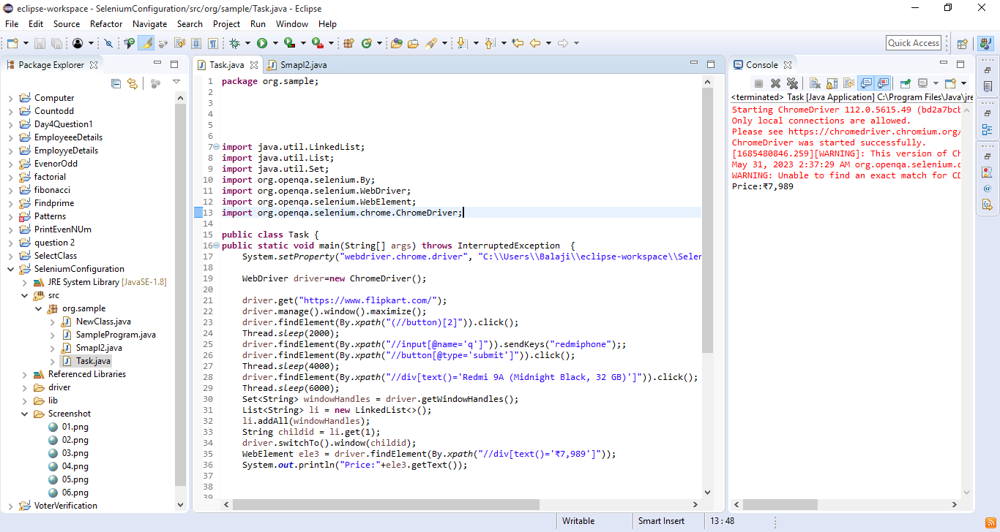 eclipse-workspace - SeleniumConfiguration/src/org/sample/Task.java - Eclipse
File Edit Source Refactor Navigate Search Project Run Window Help
Quick Access
Package Explorer
Computer
Countodd
Day4Question1
EmployeeeDetails
EmployyeDetails
EvenorOdd
factorial
fibonacci
Findprime
Patterns
PrintEvenNUm
question 2
SelectClass
SeleniumConfiguration
JRE System Library [JavaSE-1.8]
src
org.sample
NewClass.java
SampleProgram.java
Smapl2.java
Task.java
Referenced Libraries
driver
lib
Screenshot
01.png
02.png
03.png
04.png
05.png
06.png
VoterVerification
Task.java Smapl2.java
1 package org.sample;
2
3
4
5
6
7 import java.util.LinkedList;
8 import java.util.List;
9 import java.util.Set;
10 import org.openqa.selenium.By;
11 import org.openqa.selenium.WebDriver;
12 import org.openqa.selenium.WebElement;
13 import org.openqa.selenium.chrome.ChromeDriver;
14
15 public class Task {
16 public static void main(String[] args) throws InterruptedException  {
17 System.setProperty("webdriver.chrome.driver", "C:\\Users\\Balaji\\eclipse-workspace\\Selen
18
19 WebDriver driver=new ChromeDriver();
20
21 driver.get("https://www.flipkart.com/");
22 driver.manage().window().maximize();
23 driver.findElement(By.xpath("(//button)[2]")).click();
24 Thread.sleep(2000);
25 driver.findElement(By.xpath("//input[@name='q']")).sendKeys("redmiphone");;
26 driver.findElement(By.xpath("//button[@type='submit']")).click();
27 Thread.sleep(4000);
28 driver.findElement(By.xpath("//div[text()='Redmi 9A (Midnight Black, 32 GB)']")).click();
29 Thread.sleep(6000);
30 Set<String> windowHandles = driver.getWindowHandles();
31 List<String> li = new LinkedList<>();
32 li.addAll(windowHandles);
33 String childid = li.get(1);
34 driver.switchTo().window(childid);
35 WebElement ele3 = driver.findElement(By.xpath("//div[text()='₹7,989']"));
36 System.out.println("Price:"+ele3.getText());
37
38
39
Console
<terminated> Task [Java Application] C:\Program Files\Java\jre
Starting ChromeDriver 112.0.5615.49 (bd2a7bcb
Only local connections are allowed.
Please see https://chromedriver.chromium.org/
ChromeDriver was started successfully.
[1685480846.259][WARNING]: This version of Ch
May 31, 2023 2:37:29 AM org.openqa.selenium.d
WARNING: Unable to find an exact match for CD
Price:₹7,989
Writable Smart Insert 13 : 48